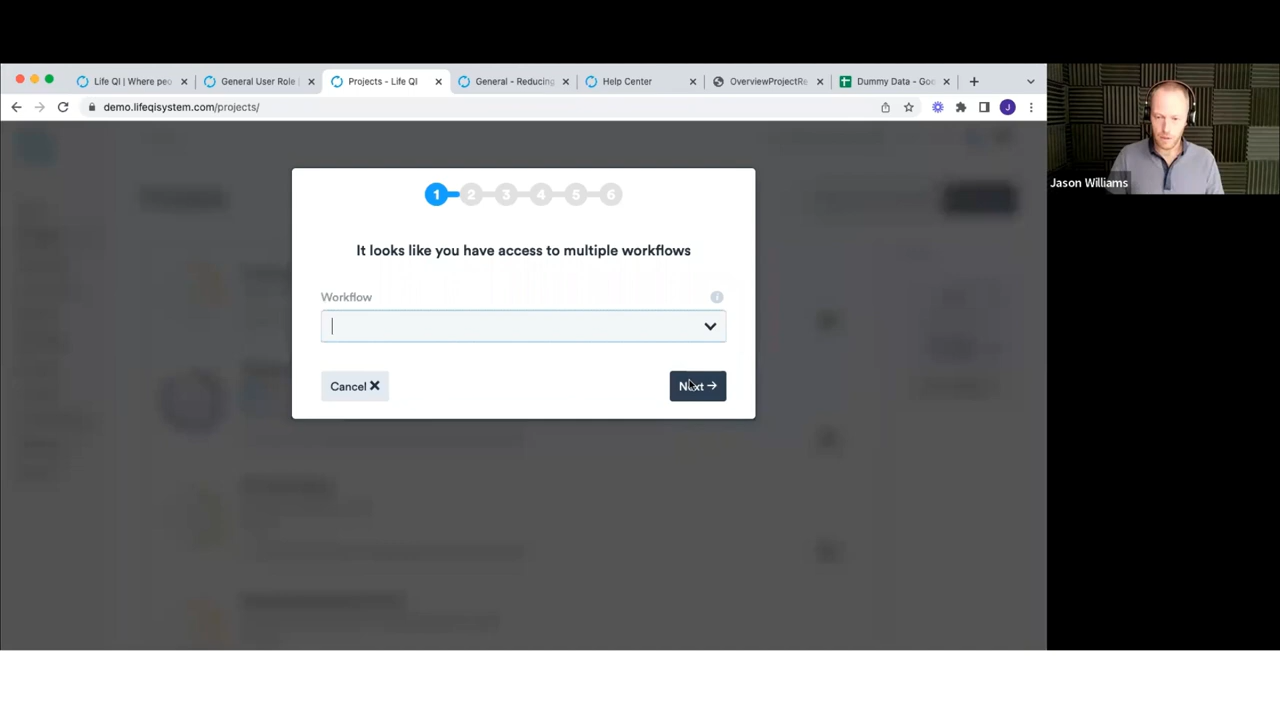 Life QI | Where peo
General User Role |
Projects - Life QI
General - Reducing
Help Center
OverviewProjectRe
Dummy Data - Goo
demo.lifeqisystem.com/projects/
J
1 2 3 4 5 6
It looks like you have access to multiple workflows
Workflow
Cancel
Next
Jason Williams